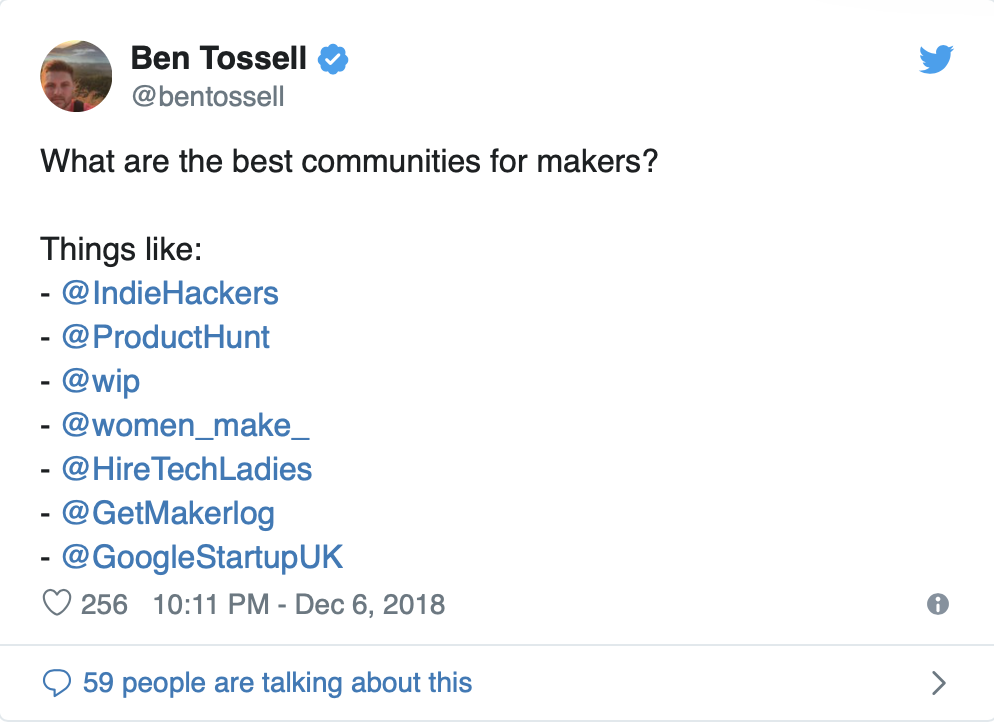 Ben Tossell
@bentossell
What are the best communities for makers?
Things like:
- @IndieHackers
- @ProductHunt
- @wip
- @women_make_
- @HireTechLadies
- @GetMakerlog
- @GoogleStartupUK
256 10:11 PM - Dec 6, 2018
59 people are talking about this